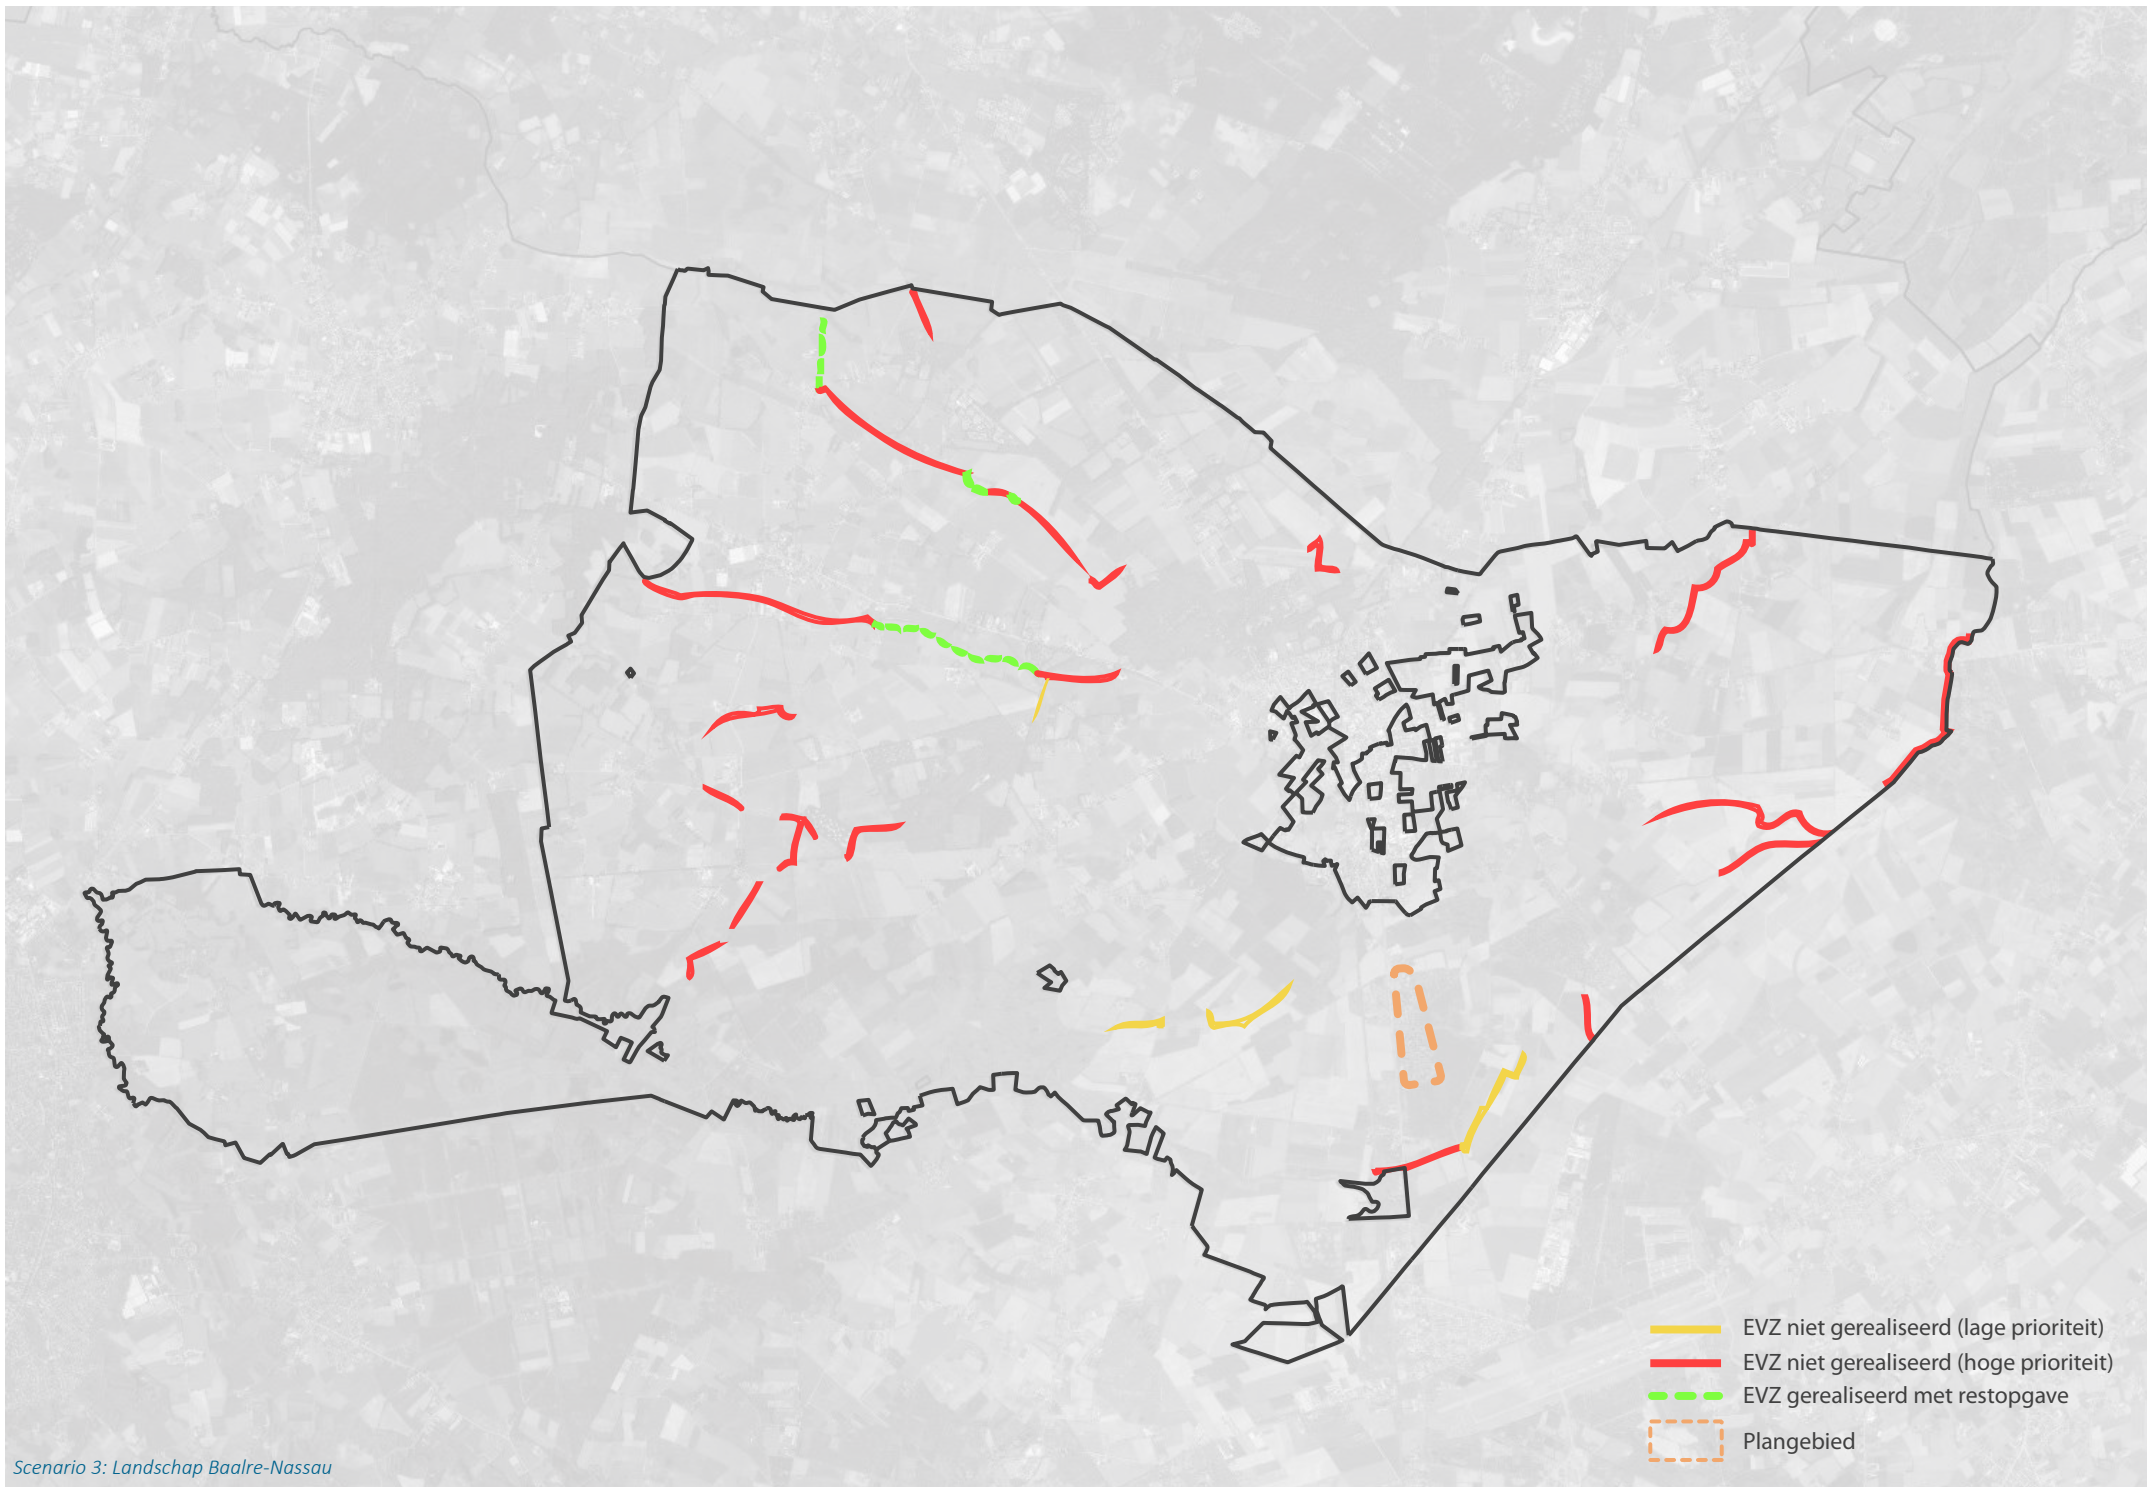 EVZ niet gerealiseerd (lage prioriteit)
EVZ niet gerealiseerd (hoge prioriteit)
EVZ gerealiseerd met restopgave
Plangebied
Scenario 3: Landschap Baalre-Nassau